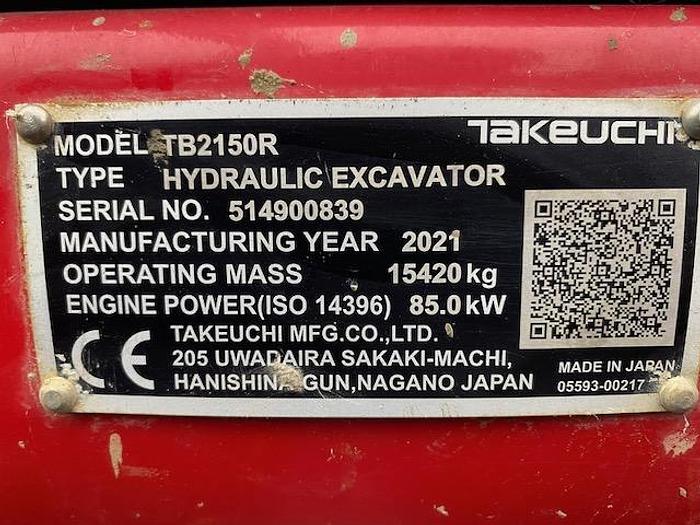 TAKEUCHI
MODEL TB2150R
TYPE HYDRAULIC EXCAVATOR
SERIAL NO. 514900839
MANUFACTURING YEAR 2021
OPERATING MASS 15420 kg
ENGINE POWER(ISO 14396) 85.0 kW
CE TAKEUCHI MFG.CO.,LTD.
205 UWADAIRA SAKAKI-MACHI,
HANISHINA-GUN,NAGANO JAPAN
MADE IN JAPAN
05593-00217